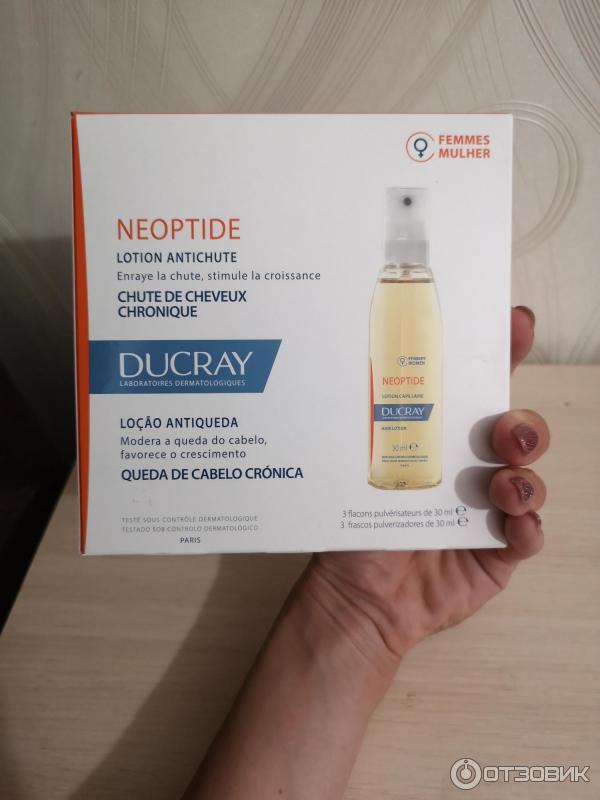 FEMMES
MULHER
NEOPTIDE
LOTION ANTICHUTE
Enraye la chute, stimule la croissance
CHUTE DE CHEVEUX
CHRONIQUE
DUCRAY
LABORATOIRES DERMATOLOGIQUES
LOÇÃO ANTIQUEDA
Modera a queda do cabelo,
favorece o crescimento
QUEDA DE CABELO CRÓNICA
TESTÉ SOUS CONTRÔLE DERMATOLOGIQUE
TESTADO SOB CONTROLO DERMATOLÓGICO
PARIS
FEMMES
WOMEN
NEOPTIDE
LOTION CAPILLAIRE
DUCRAY
HAIR LOTION
30 ml ℮
PARIS
3 flacons pulvérisateurs de 30 ml ℮
3 frascos pulverizadores de 30 ml ℮
ОТЗОВИК